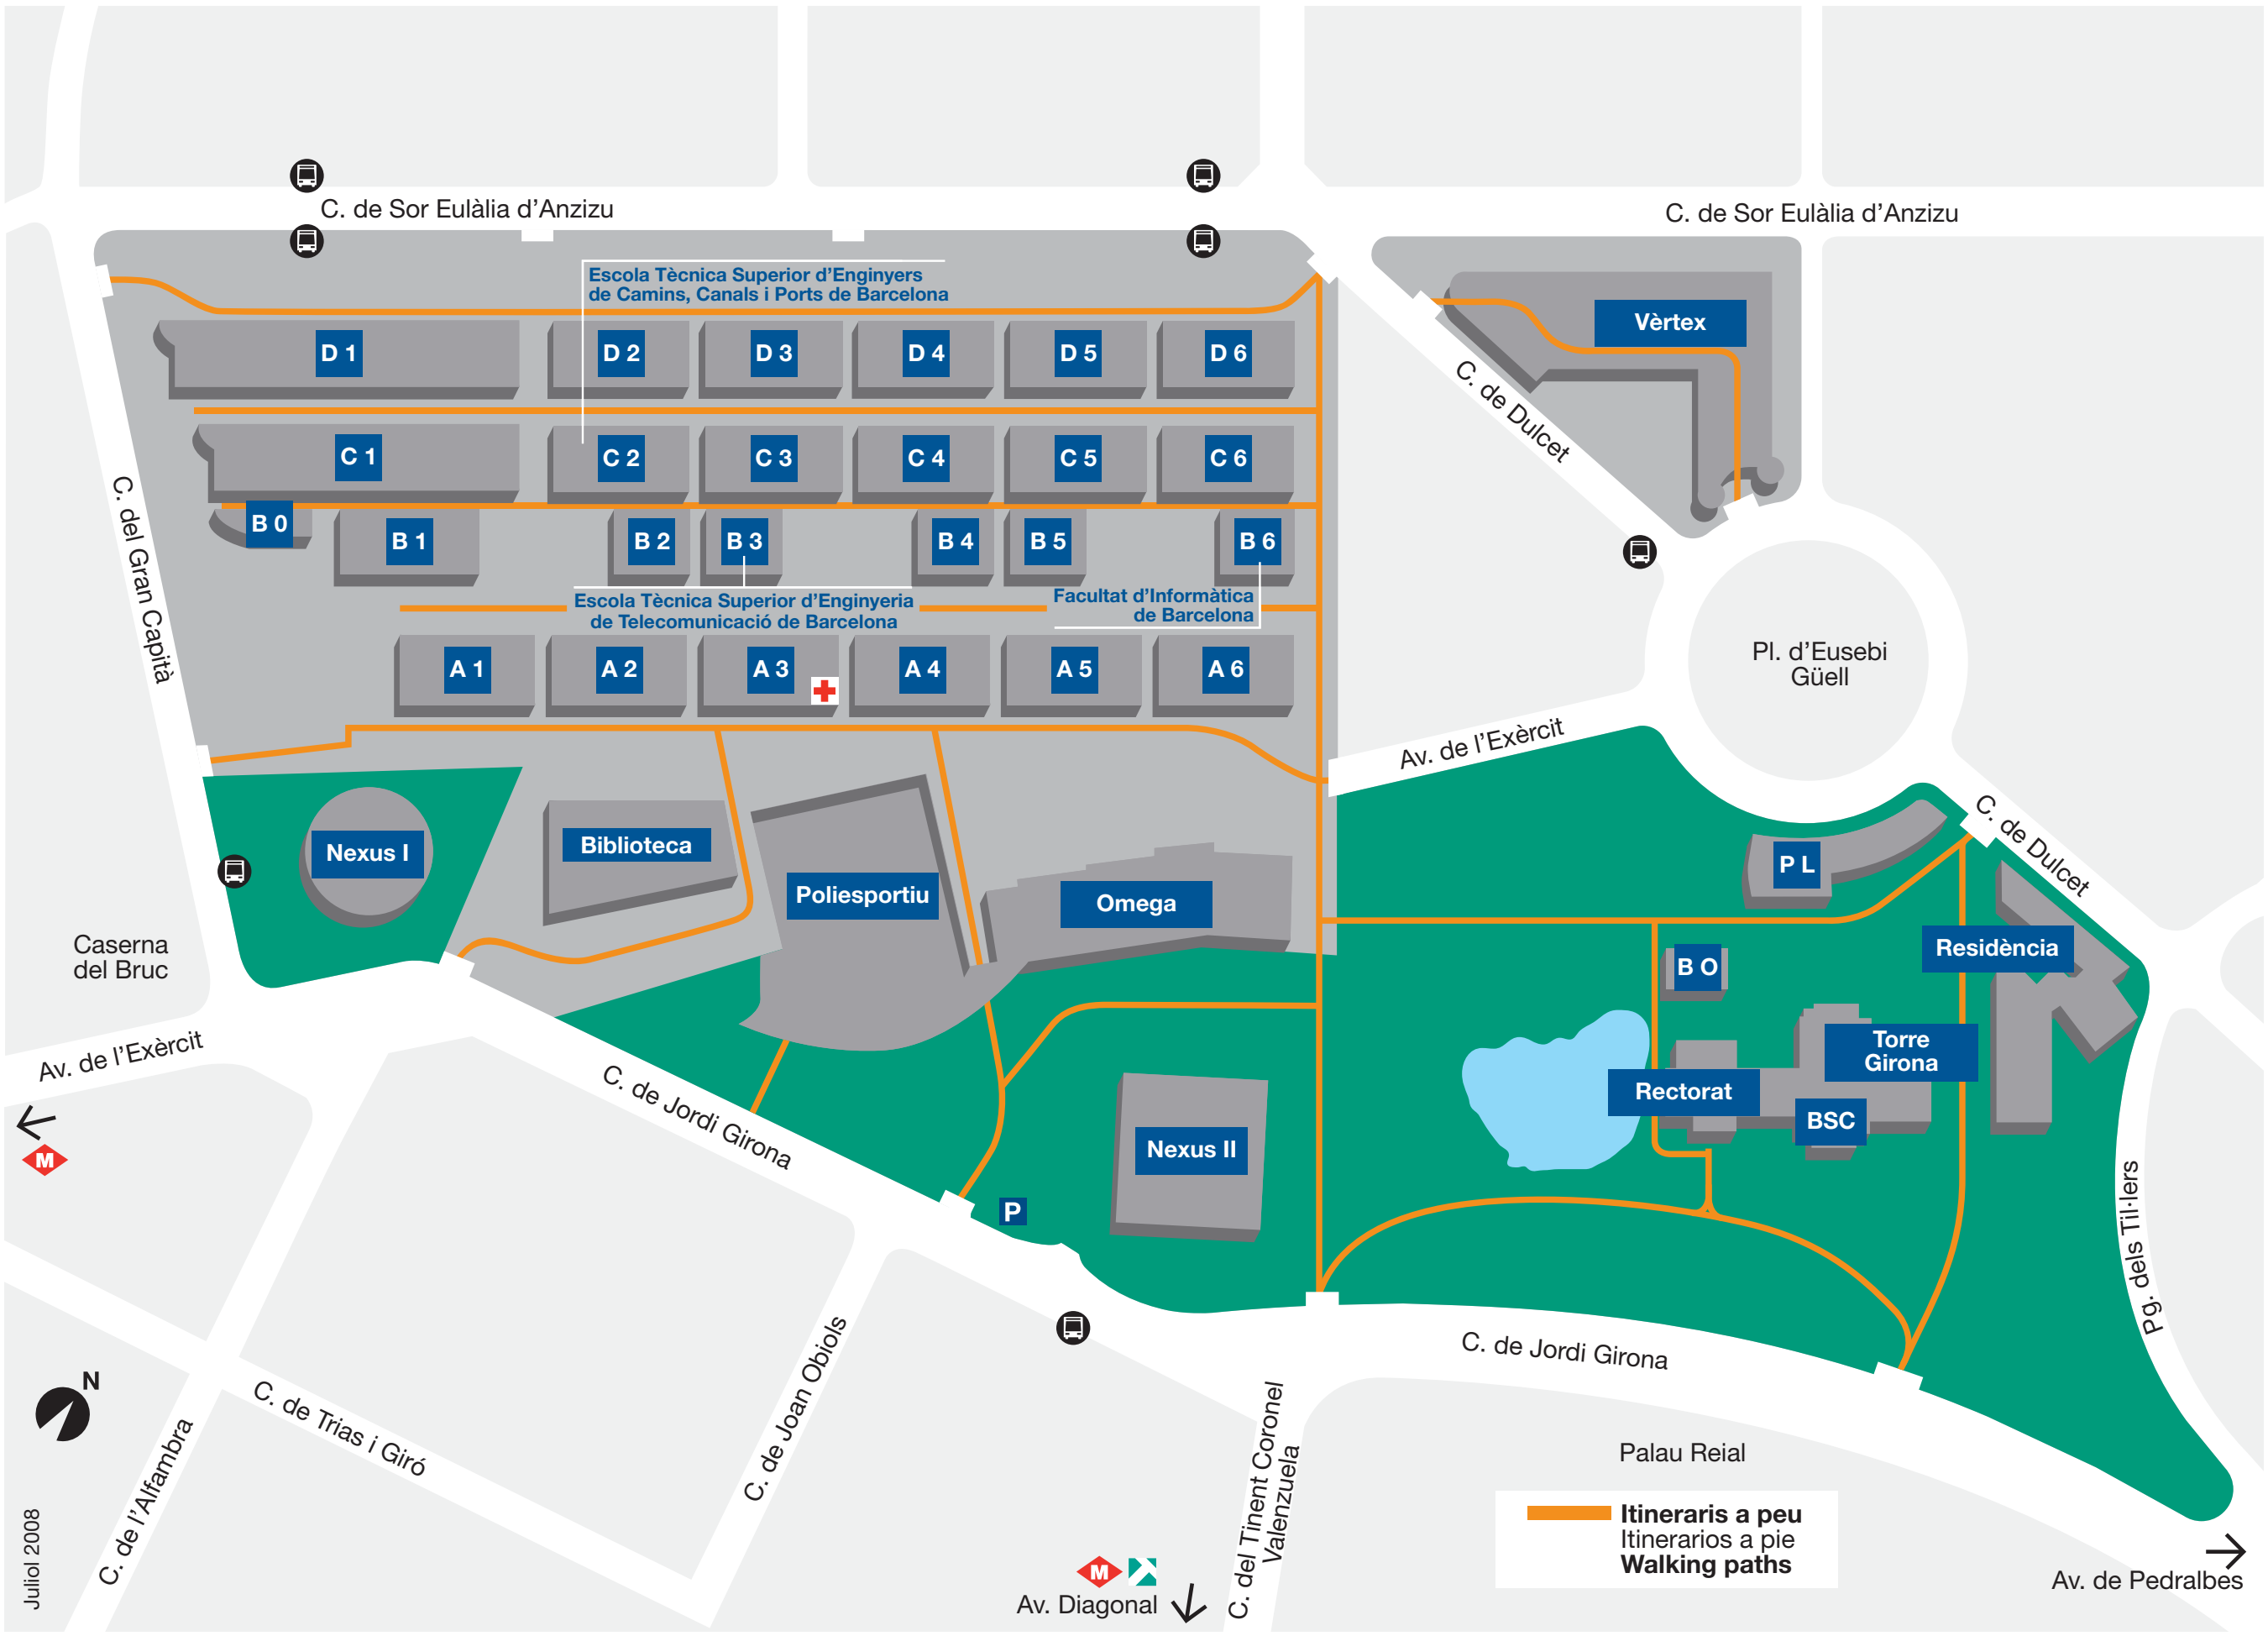 C. de Sor Eulàlia d'Anzizu
C. de Sor Eulàlia d'Anzizu
Escola Tècnica Superior d'Enginyers
de Camins, Canals i Ports de Barcelona
Vèrtex
D 1
D 2
D 3
D 4
D 5
D 6
C. de Dulcet
C 1
C 2
C 3
C 4
C 5
C 6
C. del Gran Capità
B 0
B 1
B 2
B 3
B 4
B 5
B 6
Escola Tècnica Superior d'Enginyeria
de Telecomunicació de Barcelona
Facultat d'Informàtica
de Barcelona
A 1
A 2
A 3
A 4
A 5
A 6
Pl. d'Eusebi
Güell
Av. de l'Exèrcit
Nexus I
Biblioteca
Poliesportiu
Omega
P L
C. de Dulcet
Caserna
del Bruc
B O
Residència
Av. de l'Exèrcit
M
C. de Jordi Girona
Torre
Girona
Rectorat
BSC
Nexus II
P
Pg. dels Til·lers
C. de Jordi Girona
N
C. de Trias i Giró
C. de l'Alfambra
C. de Joan Obiols
C. del Tinent Coronel
Valenzuela
Palau Reial
Itineraris a peu
Itinerarios a pie
Walking paths
Juliol 2008
M
Av. Diagonal
Av. de Pedralbes